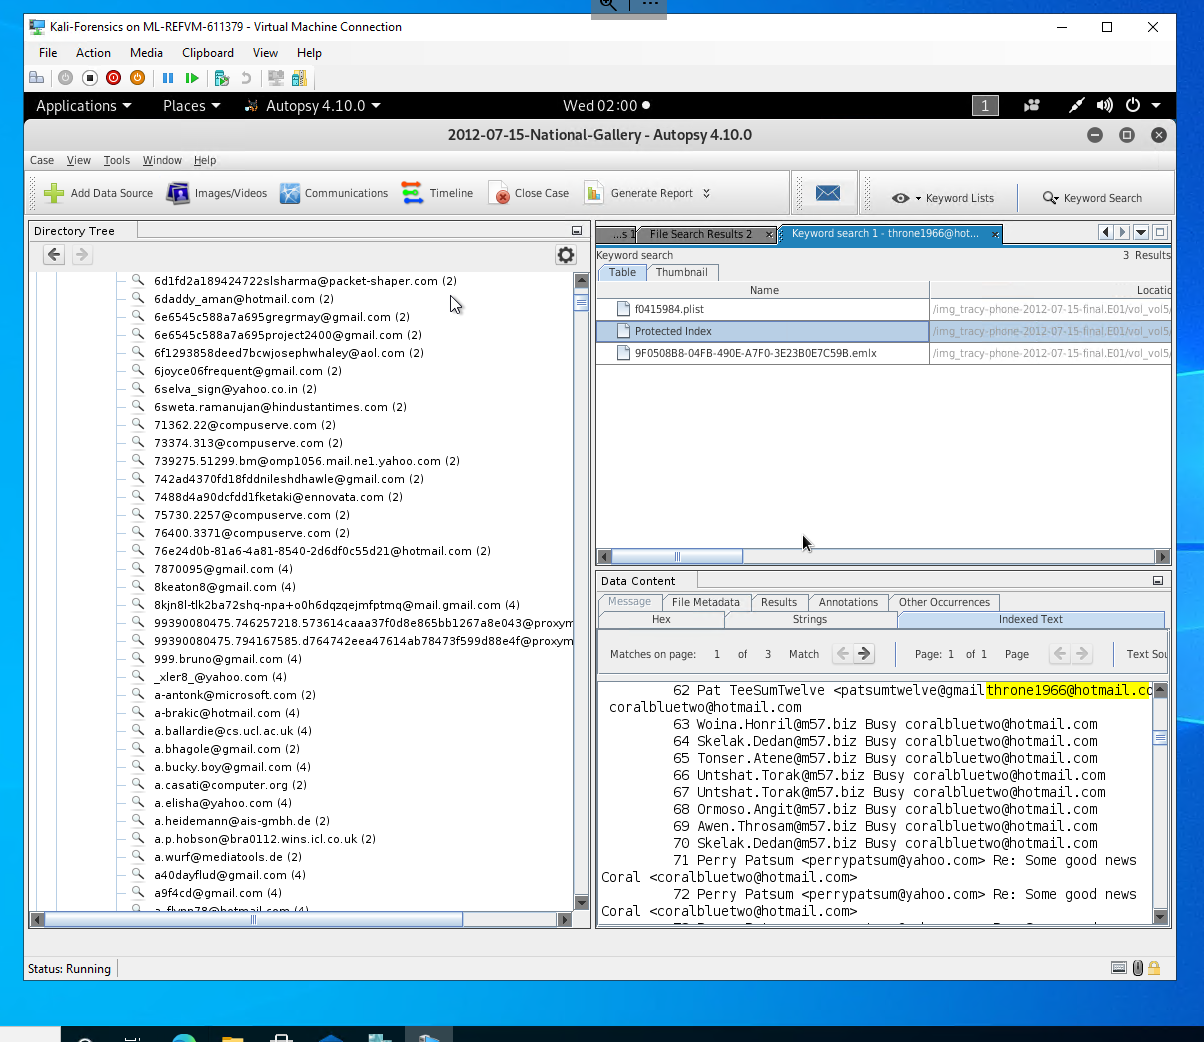 Kali-Forensics on ML-REFVM-611379 - Virtual Machine Connection
File Action Media Clipboard View Help
Applications Places Autopsy 4.10.0 Wed 02:00 1
2012-07-15-National-Gallery - Autopsy 4.10.0
Case View Tools Window Help
Add Data Source Images/Videos Communications Timeline Close Case Generate Report Keyword Lists Keyword Search
Directory Tree
6d1fd2a189424722slsharma@packet-shaper.com (2)
6daddy_aman@hotmail.com (2)
6e6545c588a7a695gregrmay@gmail.com (2)
6e6545c588a7a695project2400@gmail.com (2)
6f1293858deed7bcwjosephwhaley@aol.com (2)
6joyce06frequent@gmail.com (2)
6selva_sign@yahoo.co.in (2)
6sweta.ramanujan@hindustantimes.com (2)
71362.22@compuserve.com (2)
73374.313@compuserve.com (2)
739275.51299.bm@omp1056.mail.ne1.yahoo.com (2)
742ad4370fd18fddnileshdhawle@gmail.com (2)
7488d4a90dcfdd1fketaki@ennovata.com (2)
75730.2257@compuserve.com (2)
76400.3371@compuserve.com (2)
76e24d0b-81a6-4a81-8540-2d6df0c55d21@hotmail.com (2)
7870095@gmail.com (4)
8keaton8@gmail.com (4)
8kjn8l-tlk2ba72shq-npa+o0h6dqzqejmfptmq@mail.gmail.com (4)
99390080475.746257218.573614caaa37f0d8e865bb1267a8e043@proxym
99390080475.794167585.d764742eea47614ab78473f599d88e4f@proxym
999.bruno@gmail.com (4)
_xler8_@yahoo.com (4)
a-antonk@microsoft.com (2)
a-brakic@hotmail.com (4)
a.ballardie@cs.ucl.ac.uk (4)
a.bhagole@gmail.com (2)
a.bucky.boy@gmail.com (4)
a.casati@computer.org (2)
a.elisha@yahoo.com (4)
a.heidemann@ais-gmbh.de (2)
a.p.hobson@bra0112.wins.icl.co.uk (2)
a.wurf@mediatools.de (2)
a40dayflud@gmail.com (4)
a9f4cd@gmail.com (4)
a_flynn78@hotmail.com (4)
...s 1 File Search Results 2 Keyword search 1 - throne1966@hot...
Keyword search 3 Results
Table Thumbnail
Name Locatio
f0415984.plist /img_tracy-phone-2012-07-15-final.E01/vol_vol5/
Protected Index /img_tracy-phone-2012-07-15-final.E01/vol_vol5/
9F0508B8-04FB-490E-A7F0-3E23B0E7C59B.emlx /img_tracy-phone-2012-07-15-final.E01/vol_vol5/
Data Content
Message File Metadata Results Annotations Other Occurrences
Hex Strings Indexed Text
Matches on page: 1 of 3 Match Page: 1 of 1 Page Text Sou
62 Pat TeeSumTwelve <patsumtwelve@gmailthrone1966@hotmail.co
coralbluetwo@hotmail.com
63 Woina.Honril@m57.biz Busy coralbluetwo@hotmail.com
64 Skelak.Dedan@m57.biz Busy coralbluetwo@hotmail.com
65 Tonser.Atene@m57.biz Busy coralbluetwo@hotmail.com
66 Untshat.Torak@m57.biz Busy coralbluetwo@hotmail.com
67 Untshat.Torak@m57.biz Busy coralbluetwo@hotmail.com
68 Ormoso.Angit@m57.biz Busy coralbluetwo@hotmail.com
69 Awen.Throsam@m57.biz Busy coralbluetwo@hotmail.com
70 Skelak.Dedan@m57.biz Busy coralbluetwo@hotmail.com
71 Perry Patsum <perrypatsum@yahoo.com> Re: Some good news
Coral <coralbluetwo@hotmail.com>
72 Perry Patsum <perrypatsum@yahoo.com> Re: Some good news
Coral <coralbluetwo@hotmail.com>
Status: Running